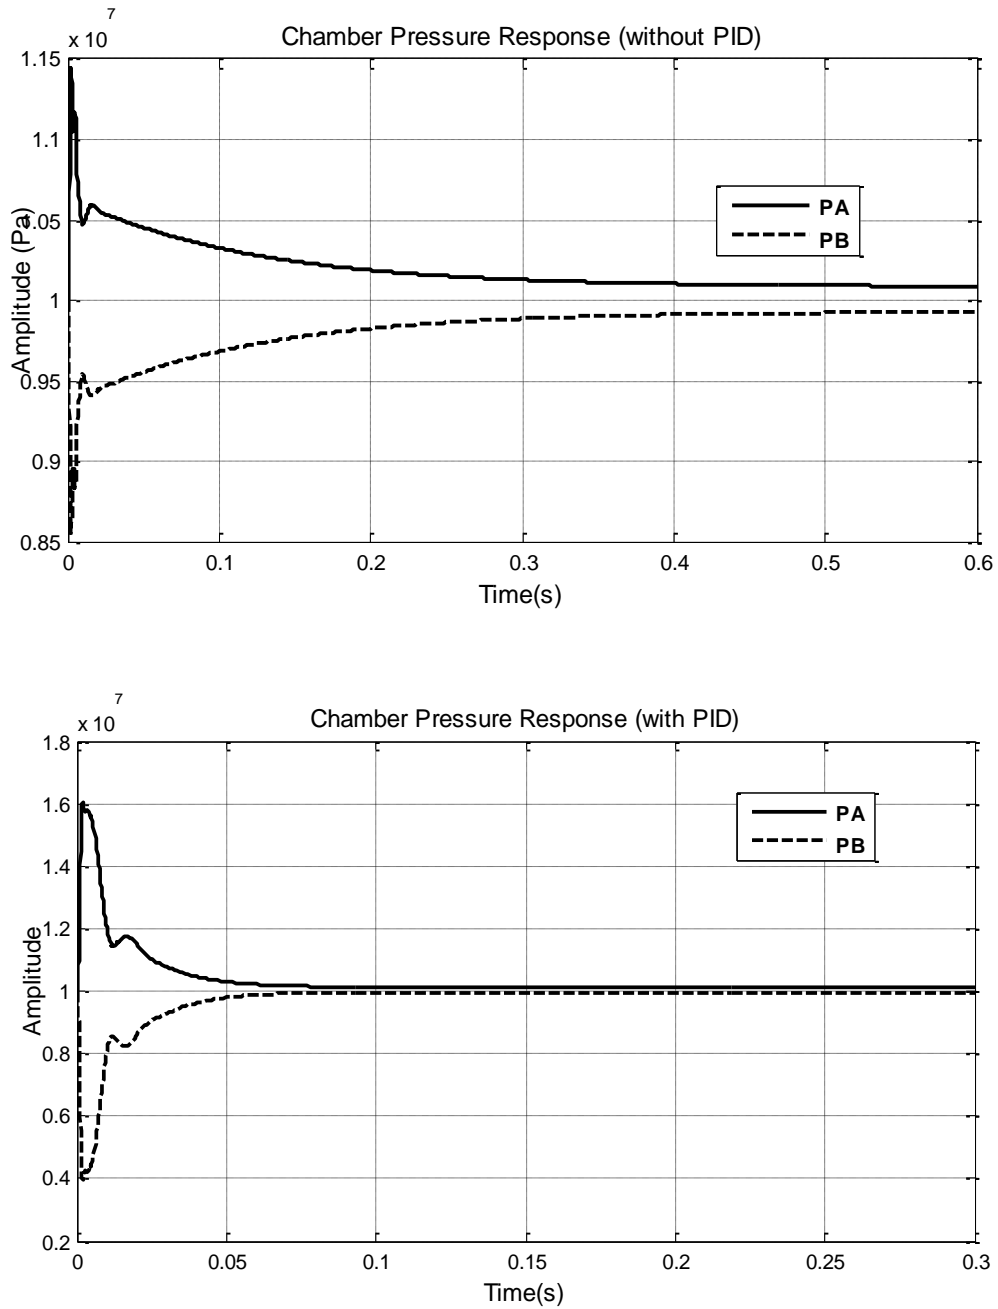 7
x 10
Chamber Pressure Response (without PID)
1.15
1.1
1.05
1
0.95
0.9
0.85
Amplitude (Pa)
PA
PB
0
0.1
0.2
0.3
0.4
0.5
0.6
Time(s)
7
x 10
Chamber Pressure Response (with PID)
1.8
1.6
1.4
1.2
1
0.8
0.6
0.4
0.2
Amplitude
PA
PB
0
0.05
0.1
0.15
0.2
0.25
0.3
Time(s)